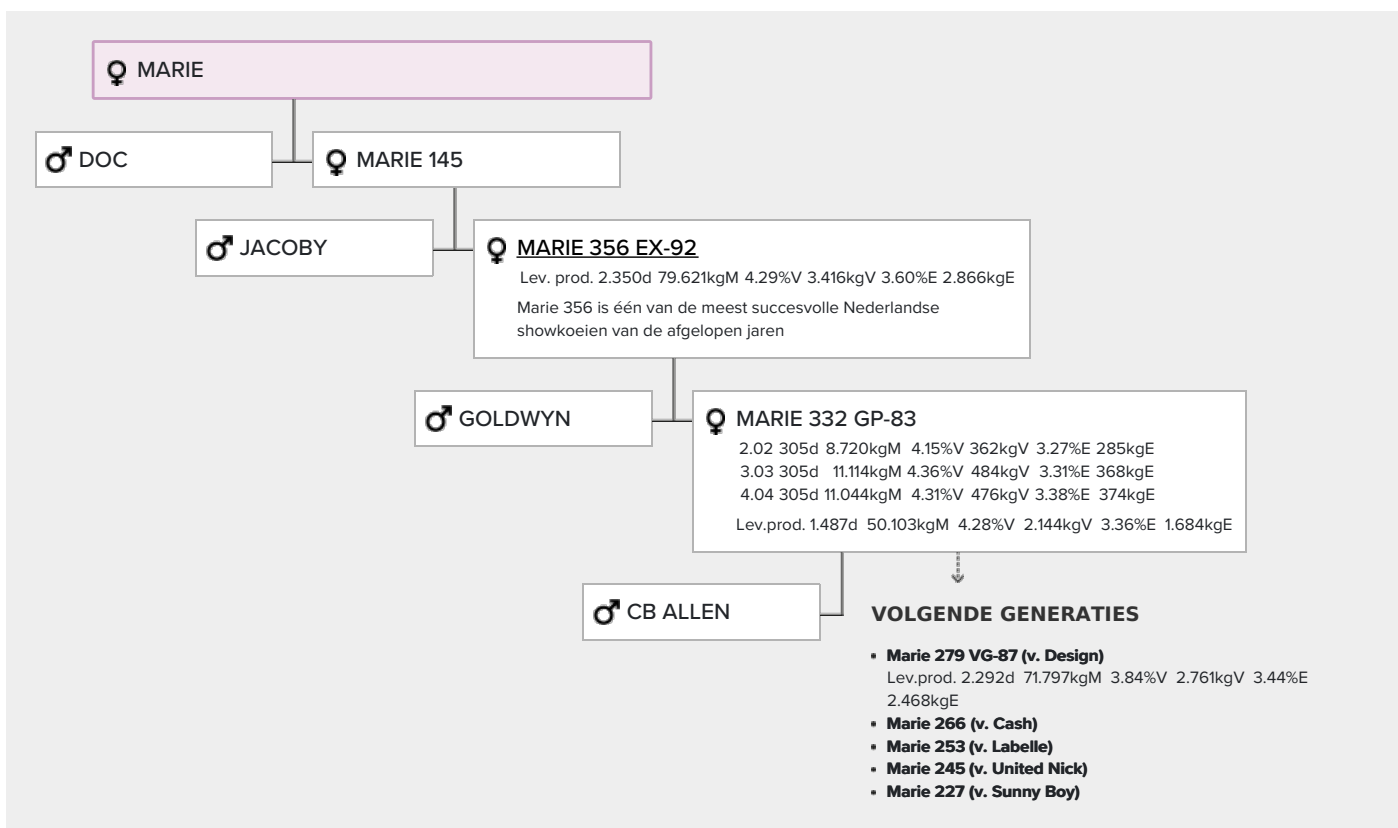 MARIE
DOC
MARIE 145
JACOBY
MARIE 356 EX-92
Lev. prod. 2.350d 79.621kgM 4.29%V 3.416kgV 3.60%E 2.866kgE
Marie 356 is één van de meest succesvolle Nederlandse
showkoeien van de afgelopen jaren
GOLDWYN
MARIE 332 GP-83
2.02 305d 8.720kgM 4.15%V 362kgV 3.27%E 285kgE
3.03 305d 11.114kgM 4.36%V 484kgV 3.31%E 368kgE
4.04 305d 11.044kgM 4.31%V 476kgV 3.38%E 374kgE
Lev.prod. 1.487d 50.103kgM 4.28%V 2.144kgV 3.36%E 1.684kgE
CB ALLEN
VOLGENDE GENERATIES
• Marie 279 VG-87 (v. Design)
Lev.prod. 2.292d 71.797kgM 3.84%V 2.761kgV 3.44%E
2.468kgE
• Marie 266 (v. Cash)
• Marie 253 (v. Labelle)
• Marie 245 (v. United Nick)
• Marie 227 (v. Sunny Boy)